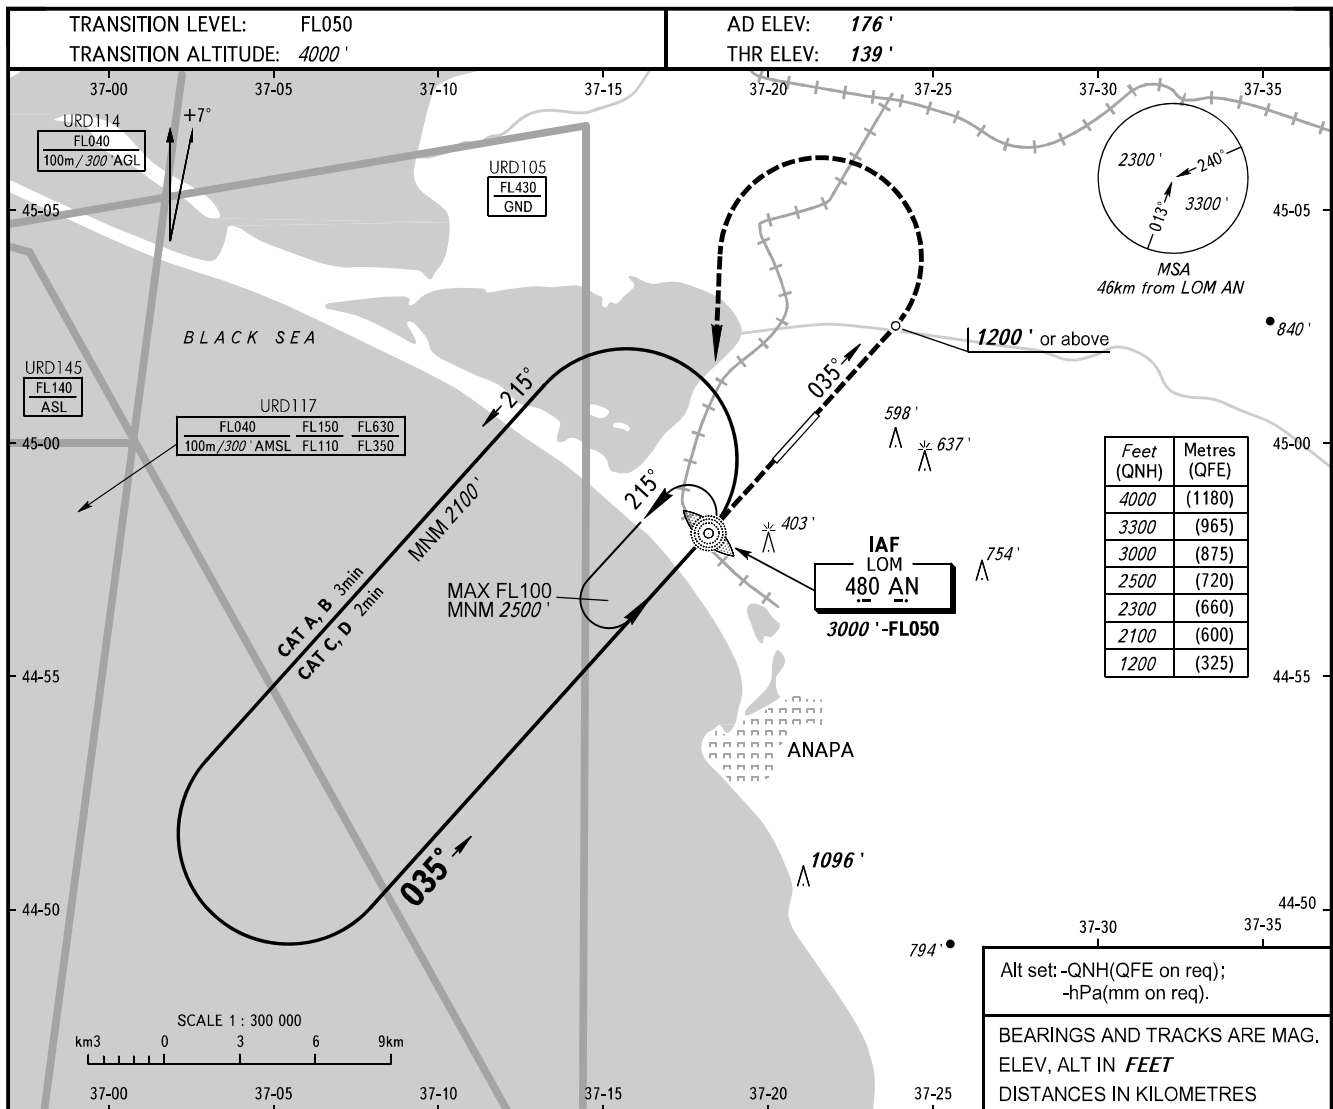 TRANSITION LEVEL: FL050
TRANSITION ALTITUDE: 4000 '
AD ELEV: 176 '
THR ELEV: 139 '
37-00 37-05 37-10 37-15 37-20 37-25 37-30 37-35
URD114
FL040
100m/300 'AGL
+7°
URD105
FL430
GND
2300 '
240°
3300 '
013°
MSA
46km from LOM AN
45-05 45-05
BLACK SEA
840 '
1200 ' or above
035°
URD145
FL140
ASL
URD117
FL040 FL150 FL630
100m/300 'AMSL FL110 FL350
215°
598 '
637 '
45-00 45-00
Feet (QNH) Metres (QFE)
4000 (1180)
3300 (965)
3000 (875)
2500 (720)
2300 (660)
2100 (600)
1200 (325)
MNM 2100'
215°
403 '
754 '
IAF
LOM
480 AN
3000 '-FL050
MAX FL100
MNM 2500 '
CAT A, B 3min
CAT C, D 2min
44-55 44-55
ANAPA
035°
1096 '
44-50 44-50
37-30 37-35
794 '
Alt set:-QNH(QFE on req);
-hPa(mm on req).
SCALE 1 : 300 000
km3 0 3 6 9km
BEARINGS AND TRACKS ARE MAG.
ELEV, ALT IN FEET
DISTANCES IN KILOMETRES
37-00 37-05 37-15 37-20 37-25